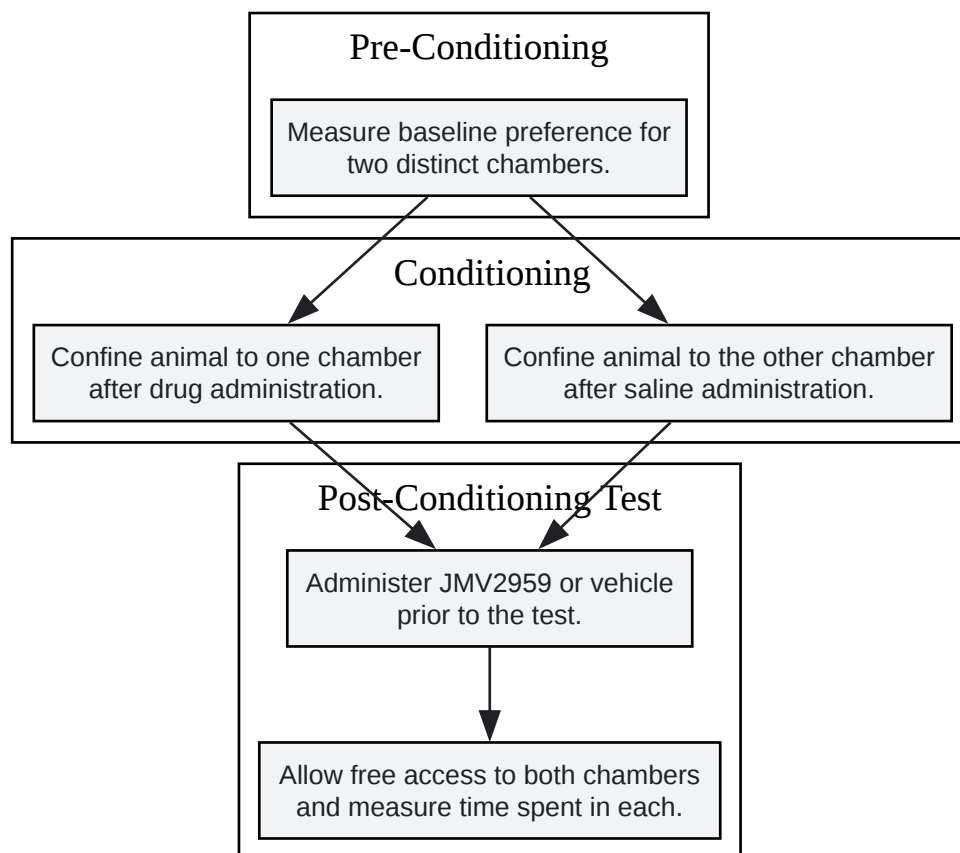 Pre-Conditioning
Measure baseline preference for
two distinct chambers.
Conditioning
Confine animal to one chamber
after drug administration.
Confine animal to the other chamber
after saline administration.
Post-Conditioning Test
Administer JMV2959 or vehicle
prior to the test.
Allow free access to both chambers
and measure time spent in each.